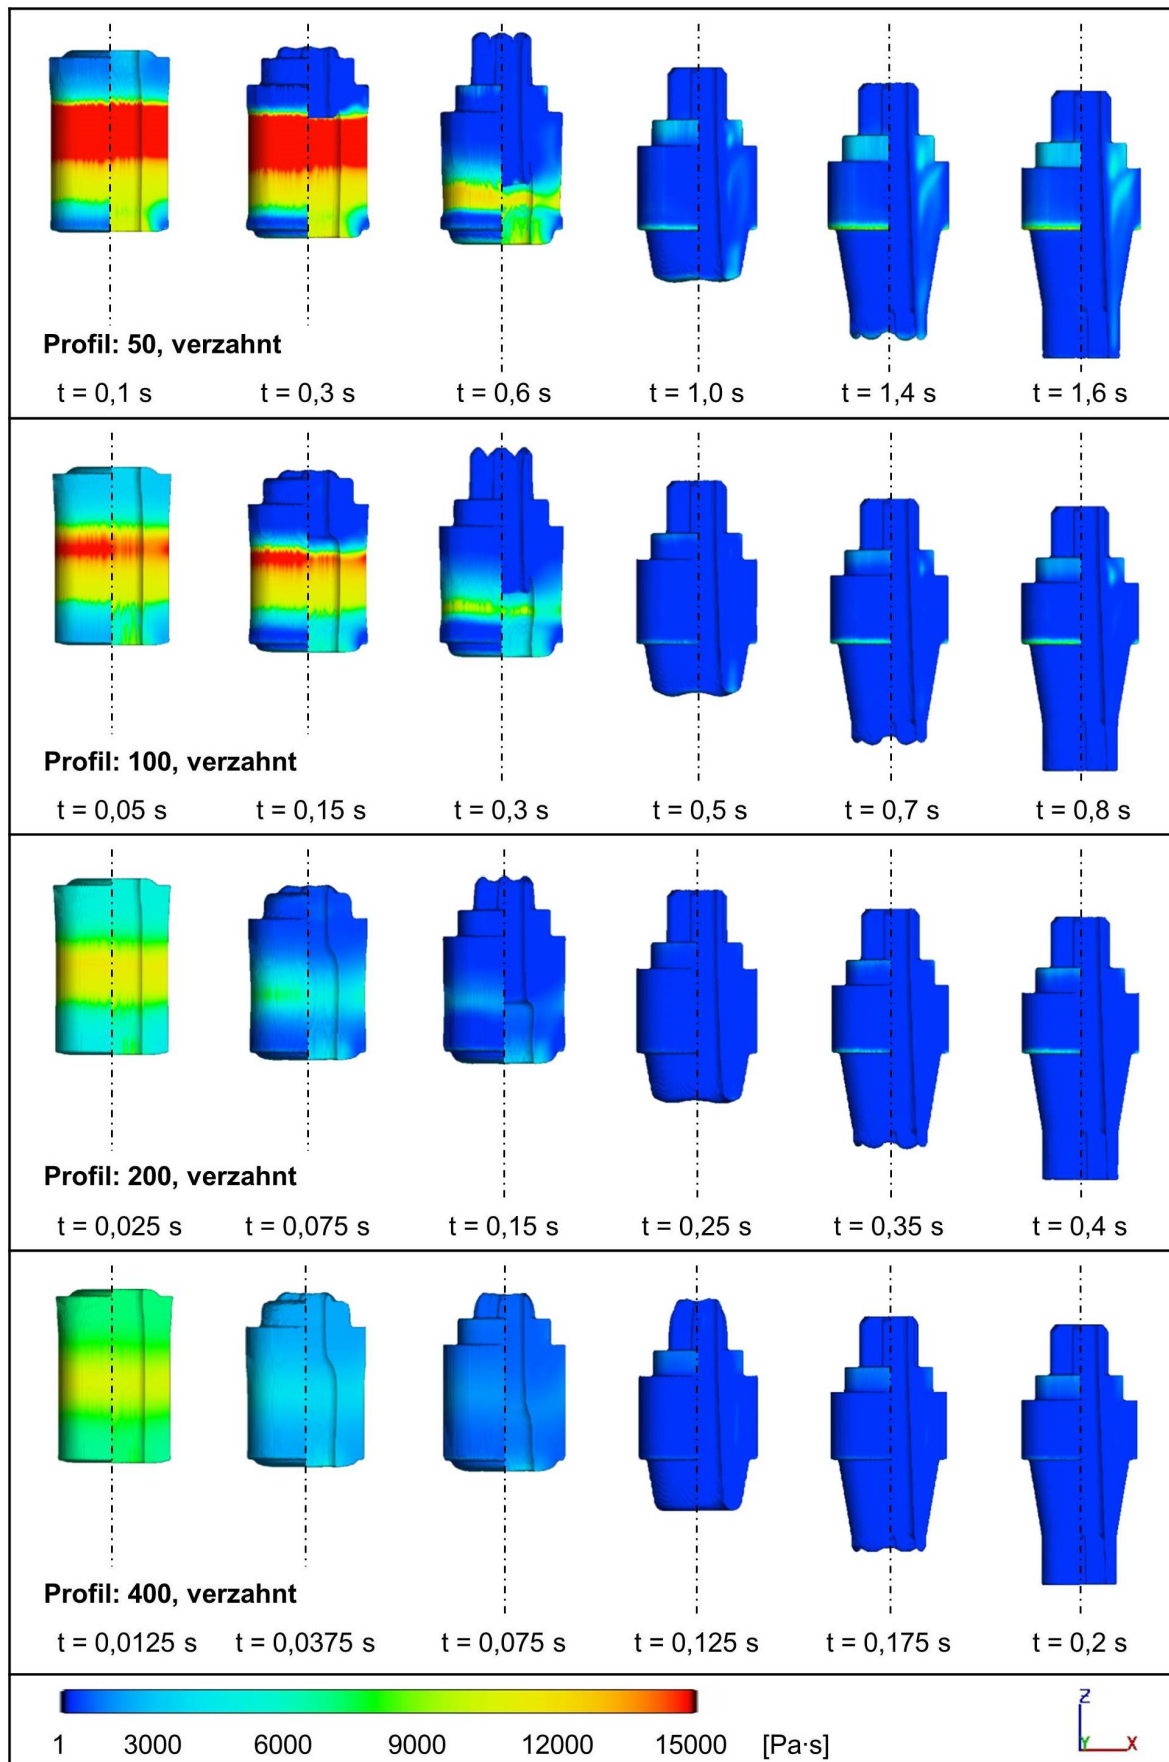 Profil: 50, verzahnt
t = 0,1 s t = 0,3 s t = 0,6 s t = 1,0 s t = 1,4 s t = 1,6 s
Profil: 100, verzahnt
t = 0,05 s t = 0,15 s t = 0,3 s t = 0,5 s t = 0,7 s t = 0,8 s
Profil: 200, verzahnt
t = 0,025 s t = 0,075 s t = 0,15 s t = 0,25 s t = 0,35 s t = 0,4 s
Profil: 400, verzahnt
t = 0,0125 s t = 0,0375 s t = 0,075 s t = 0,125 s t = 0,175 s t = 0,2 s
1 3000 6000 9000 12000 15000 [Pa·s]
Z
Y X